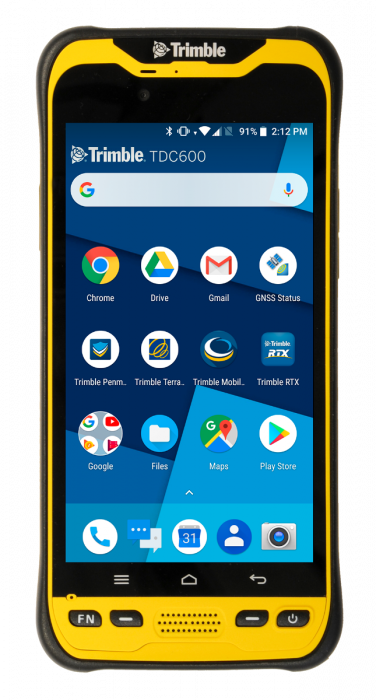 Trimble
91% 2:12 PM
Trimble. TDC600
G
Chrome Drive Gmail GNSS Status
Trimble
RTX
Trimble Penm.. Trimble Terra.. Trimble Mobil.. Trimble RTX
G
Google Files Maps Play Store
31
FN